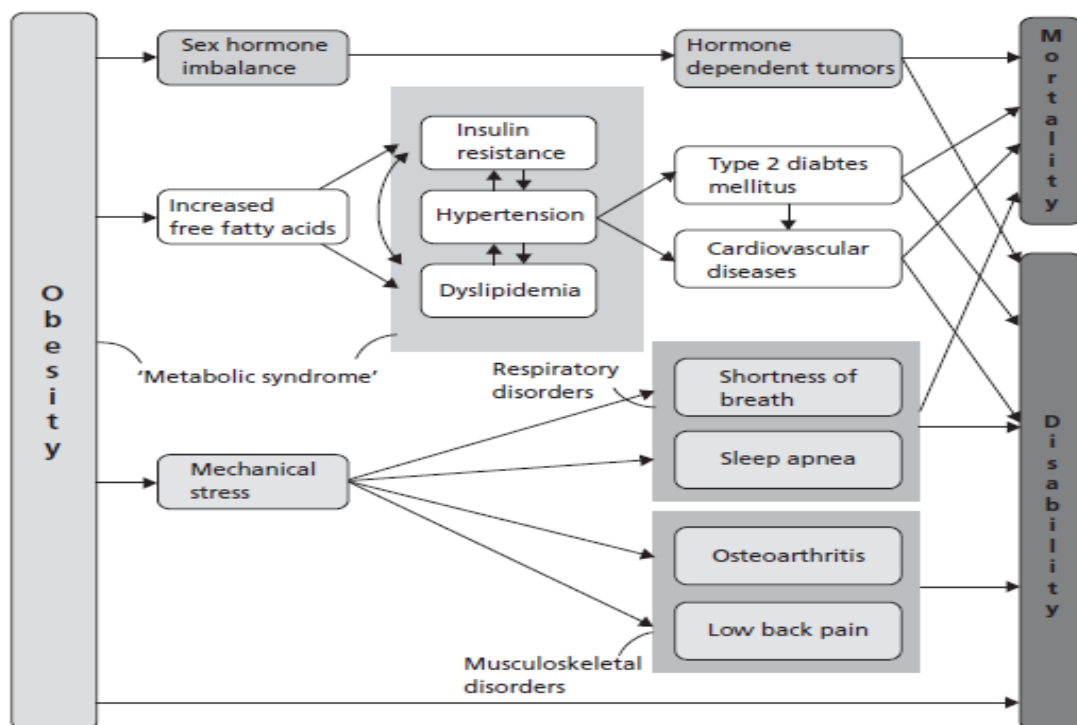 Obesity
Sex hormone
imbalance
Hormone
dependent tumors
Mortality
Insulin
resistance
Increased
free fatty acids
Hypertension
Dyslipidemia
Type 2 diabtes
mellitus
Cardiovascular
diseases
'Metabolic syndrome'
Respiratory
disorders
Shortness of
breath
Sleep apnea
Mechanical
stress
Disability
Osteoarthritis
Low back pain
Musculoskeletal
disorders